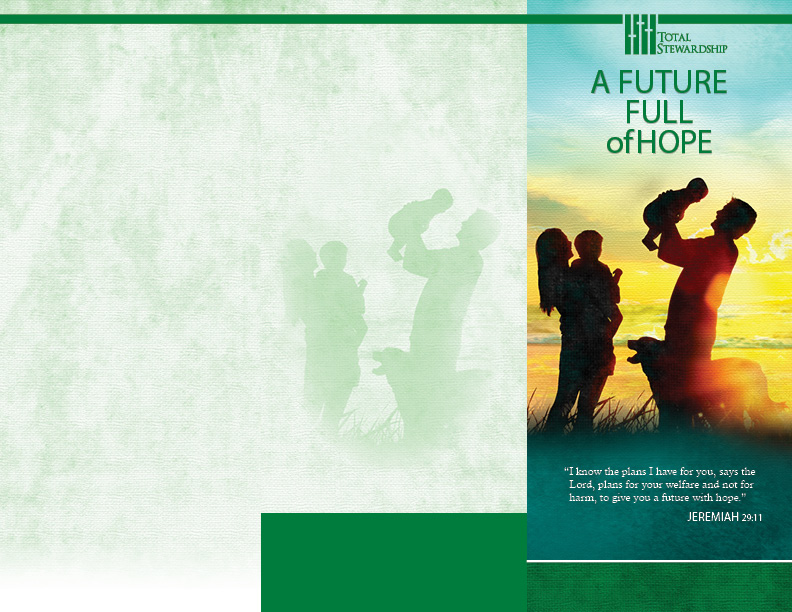 TOTAL
STEWARDSHIP
A FUTURE
FULL
of HOPE
“I know the plans I have for you, says the
Lord, plans for your welfare and not for
harm, to give you a future with hope.”
JEREMIAH 29:11